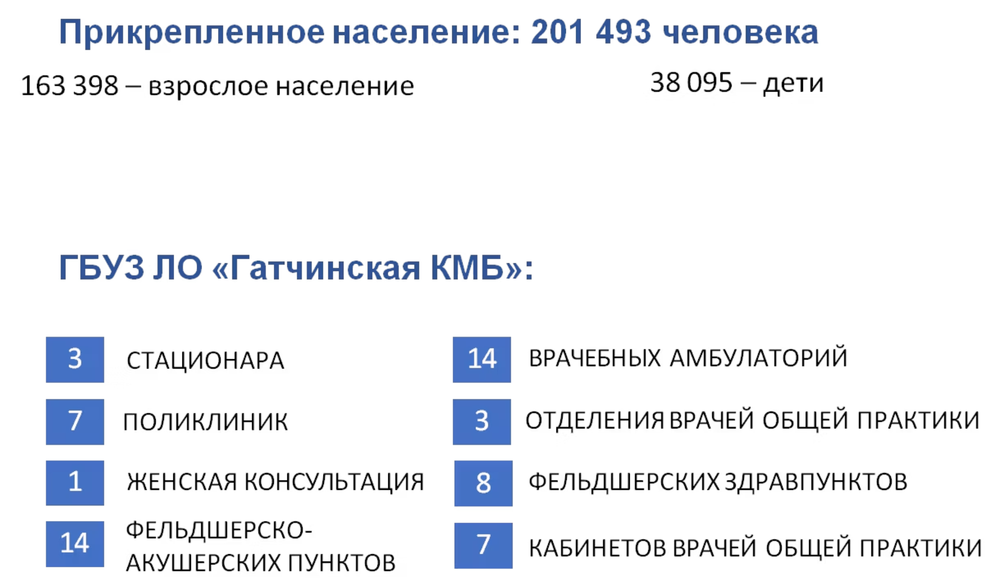 Прикрепленное население: 201 493 человека
163 398 – взрослое население
38 095 – дети
ГБУЗ ЛО «Гатчинская КМБ»:
3 СТАЦИОНАРА
14 ВРАЧЕБНЫХ АМБУЛАТОРИЙ
7 ПОЛИКЛИНИК
3 ОТДЕЛЕНИЯ ВРАЧЕЙ ОБЩЕЙ ПРАКТИКИ
1 ЖЕНСКАЯ КОНСУЛЬТАЦИЯ
8 ФЕЛЬДШЕРСКИХ ЗДРАВПУНКТОВ
14 ФЕЛЬДШЕРСКО-
АКУШЕРСКИХ ПУНКТОВ
7 КАБИНЕТОВ ВРАЧЕЙ ОБЩЕЙ ПРАКТИКИ